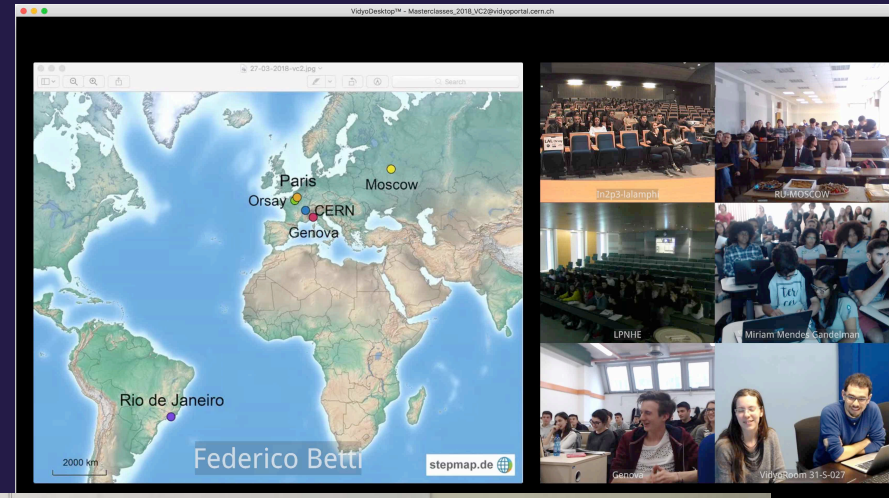 VidyoDesktop™ - Masterclasses_2018_VC2@vidyoportal.cern.ch
27-03-2018-vc2.jpg
Search
Paris
Moscow
Orsay
CERN
Genova
Rio de Janeiro
2000 km
Federico Betti
stepmap.de
In2p3-lalamphi
RU-MOSCOW
LPNHE
Miriam Mendes Gandelman
Genova
VidyoRoom 31-S-027